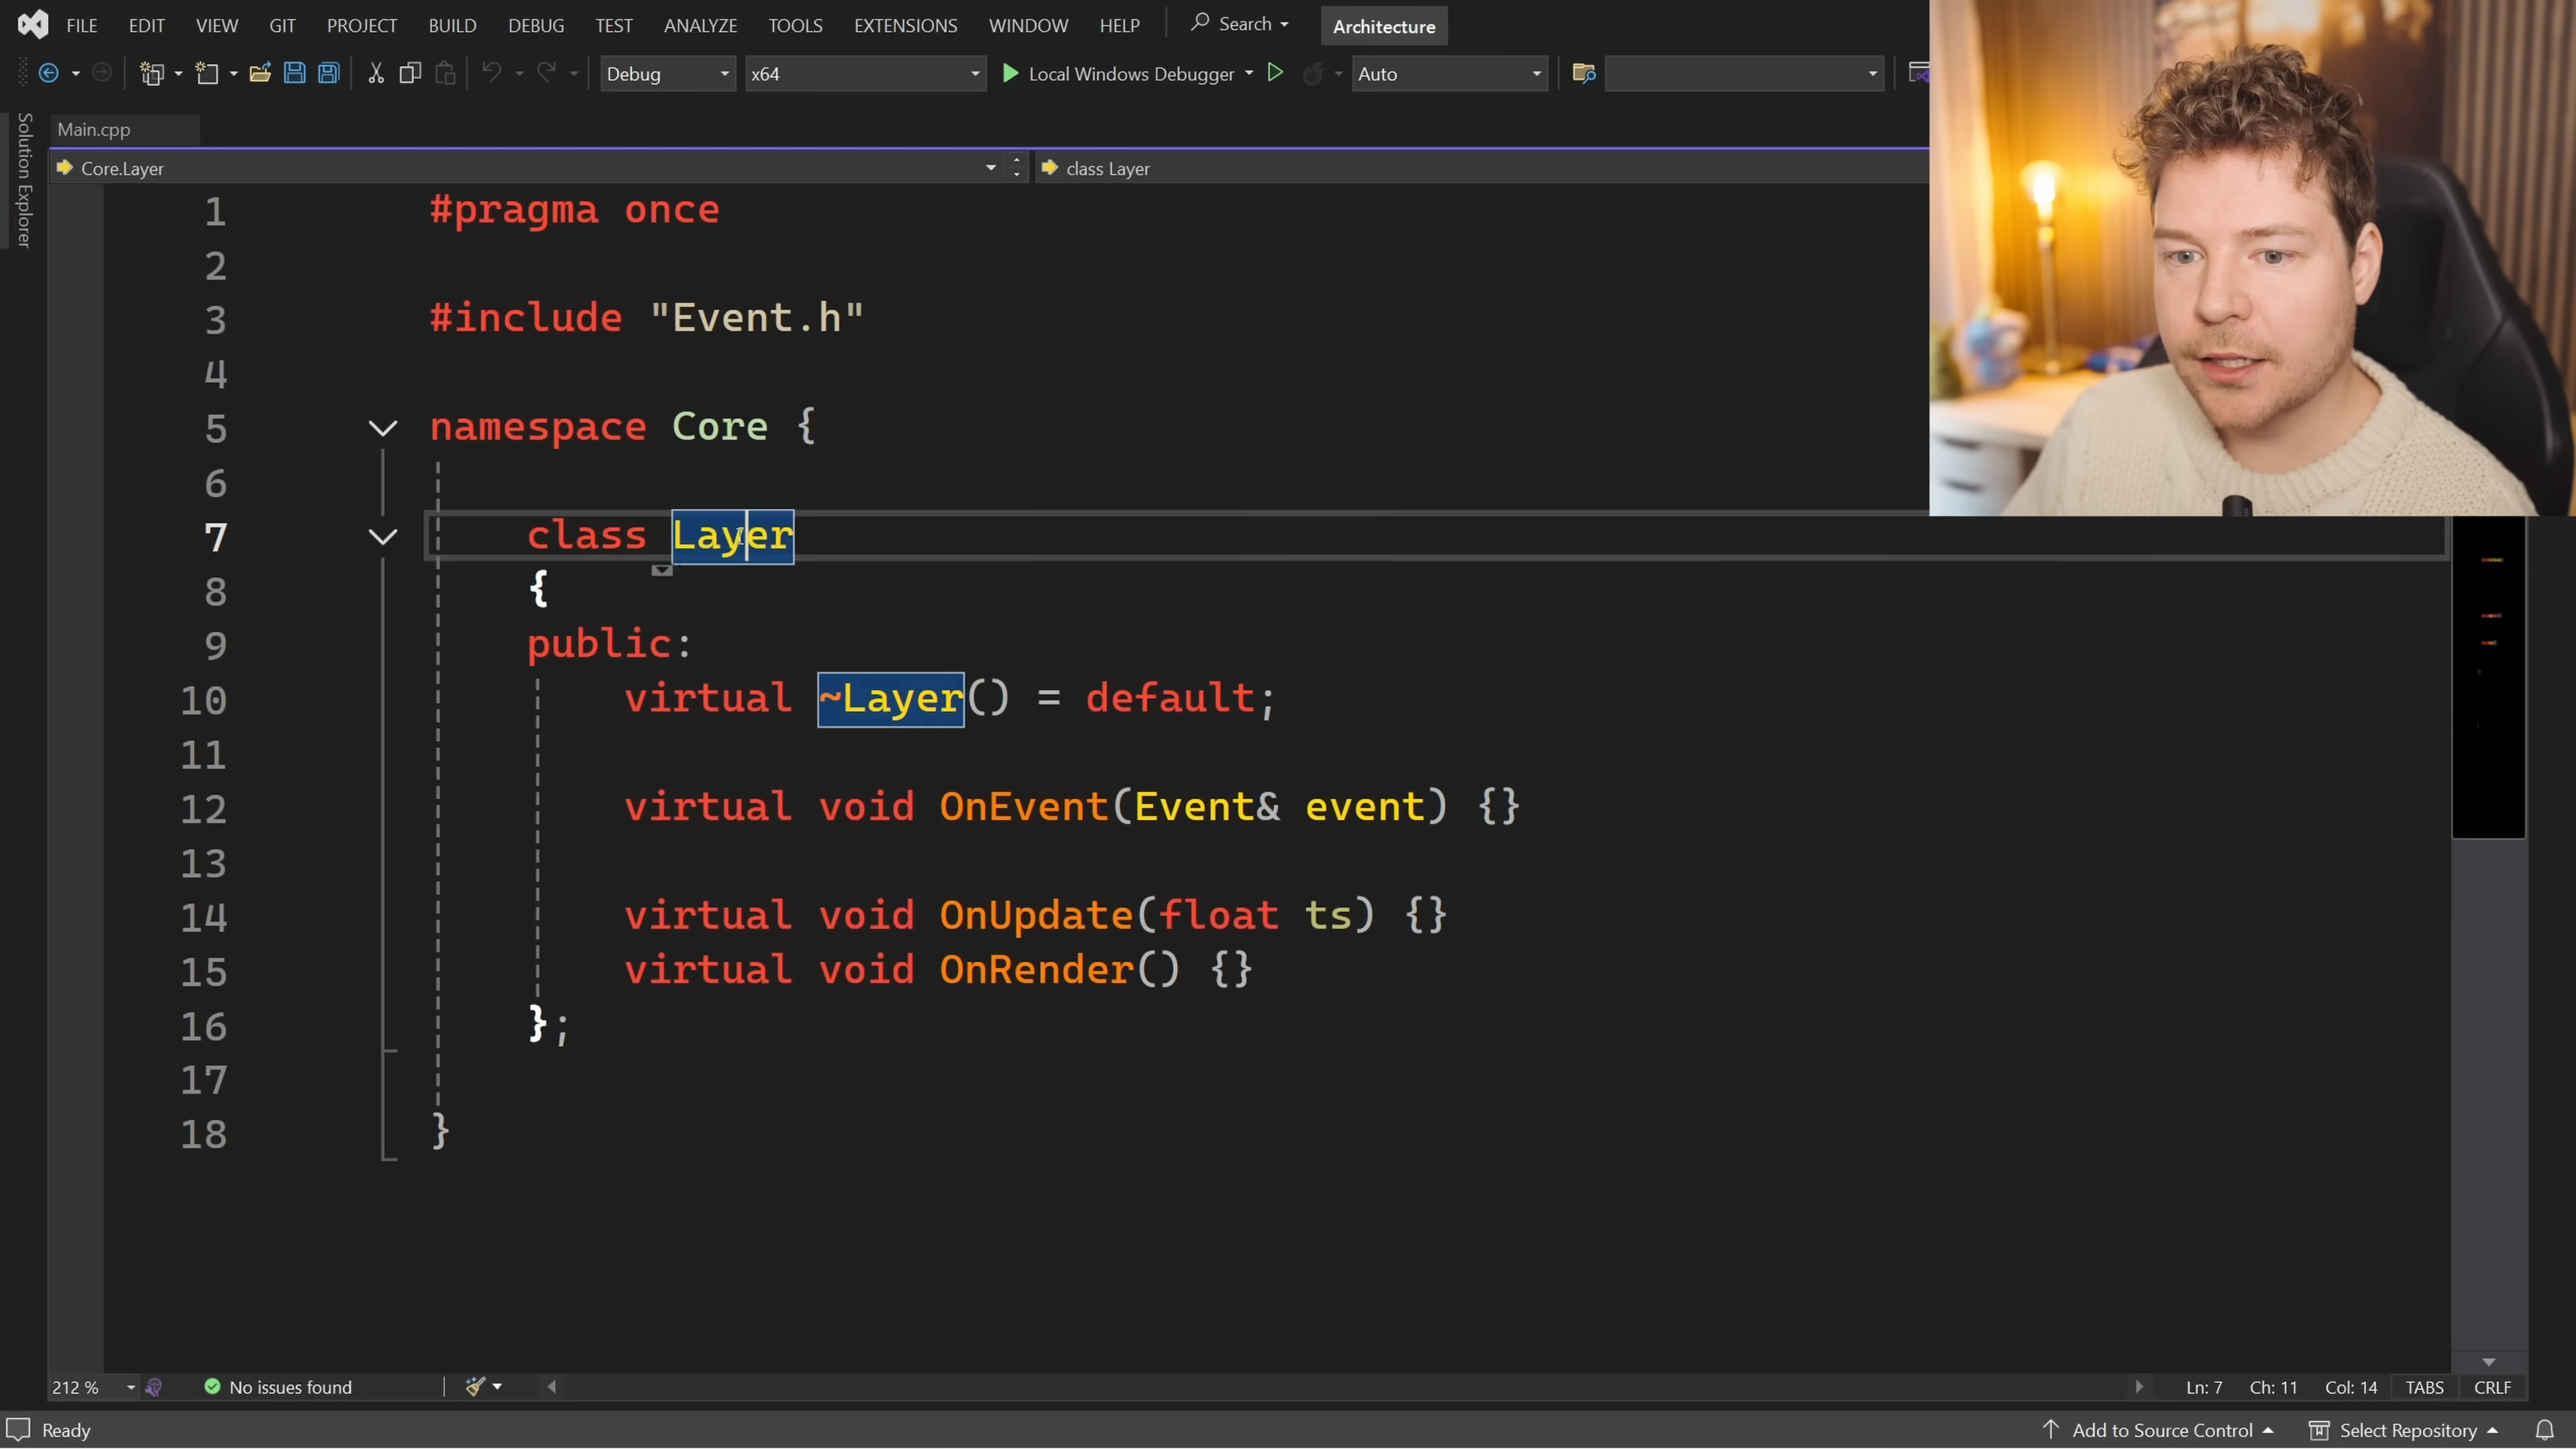 FILE EDIT VIEW GIT PROJECT BUILD DEBUG TEST ANALYZE TOOLS EXTENSIONS WINDOW HELP Search Architecture
Debug x64 Local Windows Debugger Auto
Solution Explorer
Main.cpp
Core.Layer class Layer
1 #pragma once
2
3 #include "Event.h"
4
5 namespace Core {
6
7 class Layer
8 {
9 public:
10 virtual ~Layer() = default;
11
12 virtual void OnEvent(Event& event) {}
13
14 virtual void OnUpdate(float ts) {}
15 virtual void OnRender() {}
16 };
17
18 }
212 % No issues found Ln: 7 Ch: 11 Col: 14 TABS CRLF
Ready Add to Source Control Select Repository